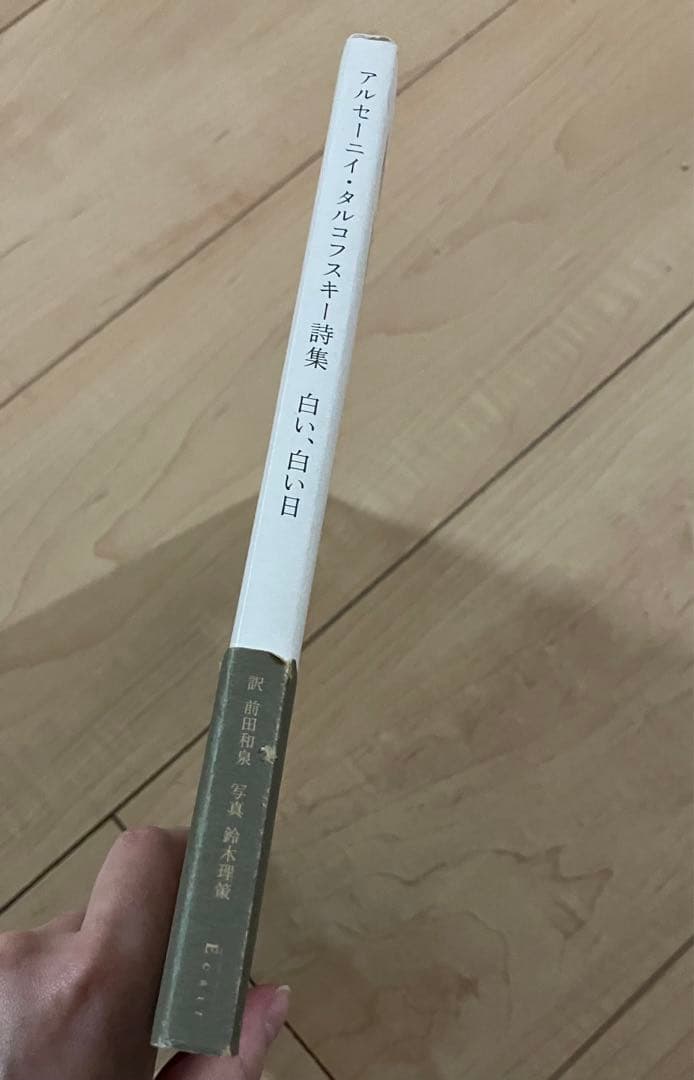 アルセーニイ・タルコフスキー詩集 白い、白い日
訳 前田和泉 写真 鈴木理策
Ecrit